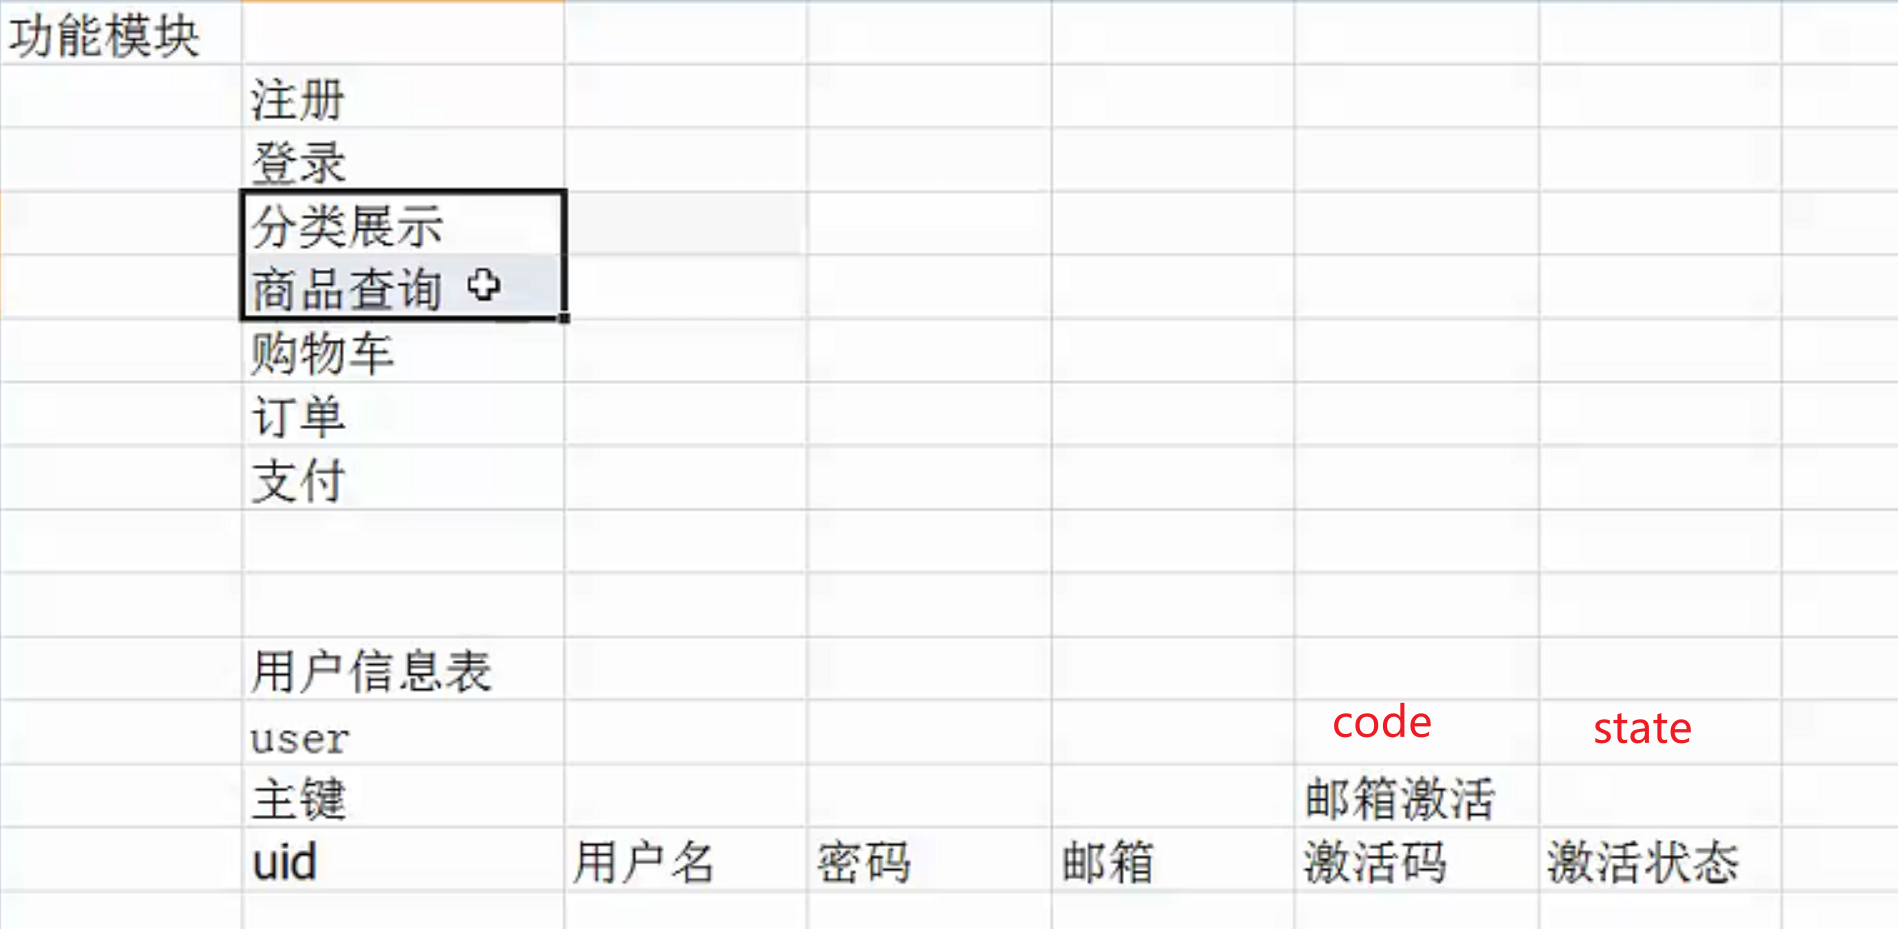 功能模块
注册
登录
分类展示
商品查询
购物车
订单
支付
用户信息表
user code state
主键 邮箱激活
uid 用户名 密码 邮箱 激活码 激活状态